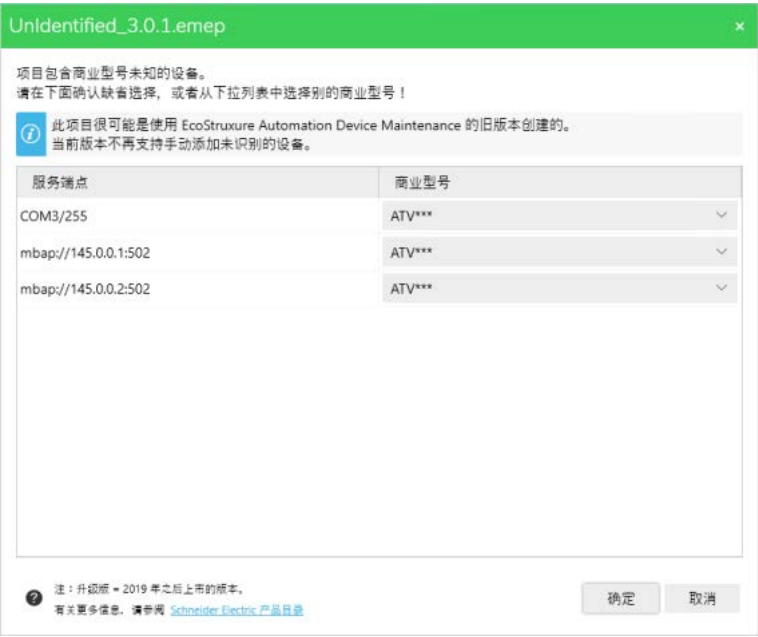 UnIdentified_3.0.1.emep ×
项目包含商业型号未知的设备。
请在下面确认缺省选择，或者从下拉列表中选择别的商业型号！
此项目很可能是使用 EcoStruxure Automation Device Maintenance 的旧版本创建的。
当前版本不再支持手动添加未识别的设备。
服务端点 商业型号
COM3/255 ATV***
mbap://145.0.0.1:502 ATV***
mbap://145.0.0.2:502 ATV***
注：升级版 = 2019 年之后上市的版本。
有关更多信息，请参阅 Schneider Electric 产品目录
确定 取消